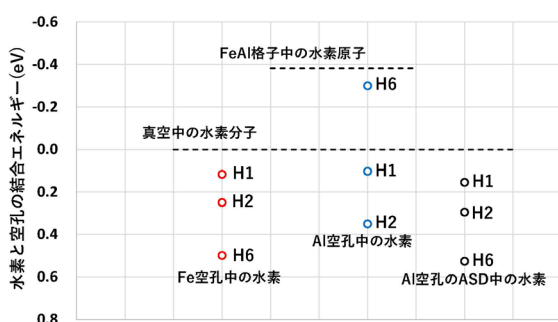 -0.6
-0.4
-0.2
0.0
0.2
0.4
0.6
0.8
水素と空孔の結合エネルギー(eV)
FeAl格子中の水素原子
H6
真空中の水素分子
H1
H2
H6
Fe空孔中の水素
H1
H2
Al空孔中の水素
H1
H2
H6
Al空孔のASD中の水素